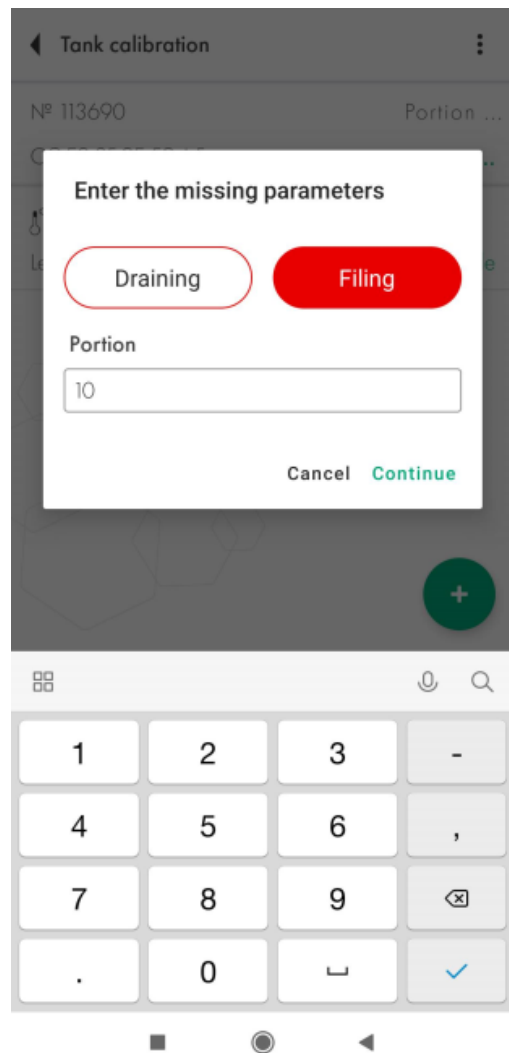 Tank calibration
№ 113690
Portion ...
Enter the missing parameters
Draining
Filing
Portion
10
Cancel
Continue
+
1 2 3 -
4 5 6 ,
7 8 9
. 0